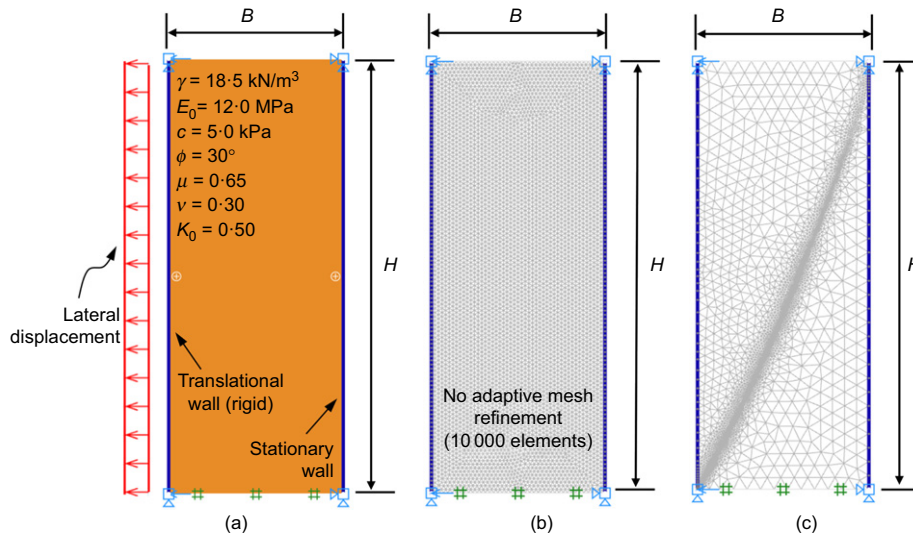 B
B
B
γ = 18·5 kN/m³
E₀= 12·0 MPa
c = 5·0 kPa
ϕ = 30°
μ = 0·65
ν = 0·30
K₀ = 0·50
H
H
H
Lateral
displacement
Translational
wall (rigid)
Stationary
wall
No adaptive mesh
refinement
(10 000 elements)
(a)
(b)
(c)